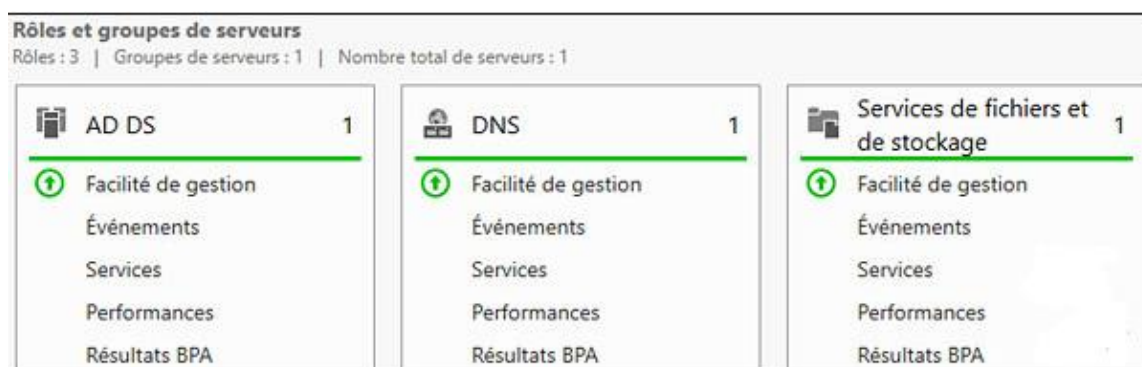 Rôles et groupes de serveurs
Rôles : 3 | Groupes de serveurs : 1 | Nombre total de serveurs : 1
AD DS 1
Facilité de gestion
Événements
Services
Performances
Résultats BPA
DNS 1
Facilité de gestion
Événements
Services
Performances
Résultats BPA
Services de fichiers et
de stockage 1
Facilité de gestion
Événements
Services
Performances
Résultats BPA